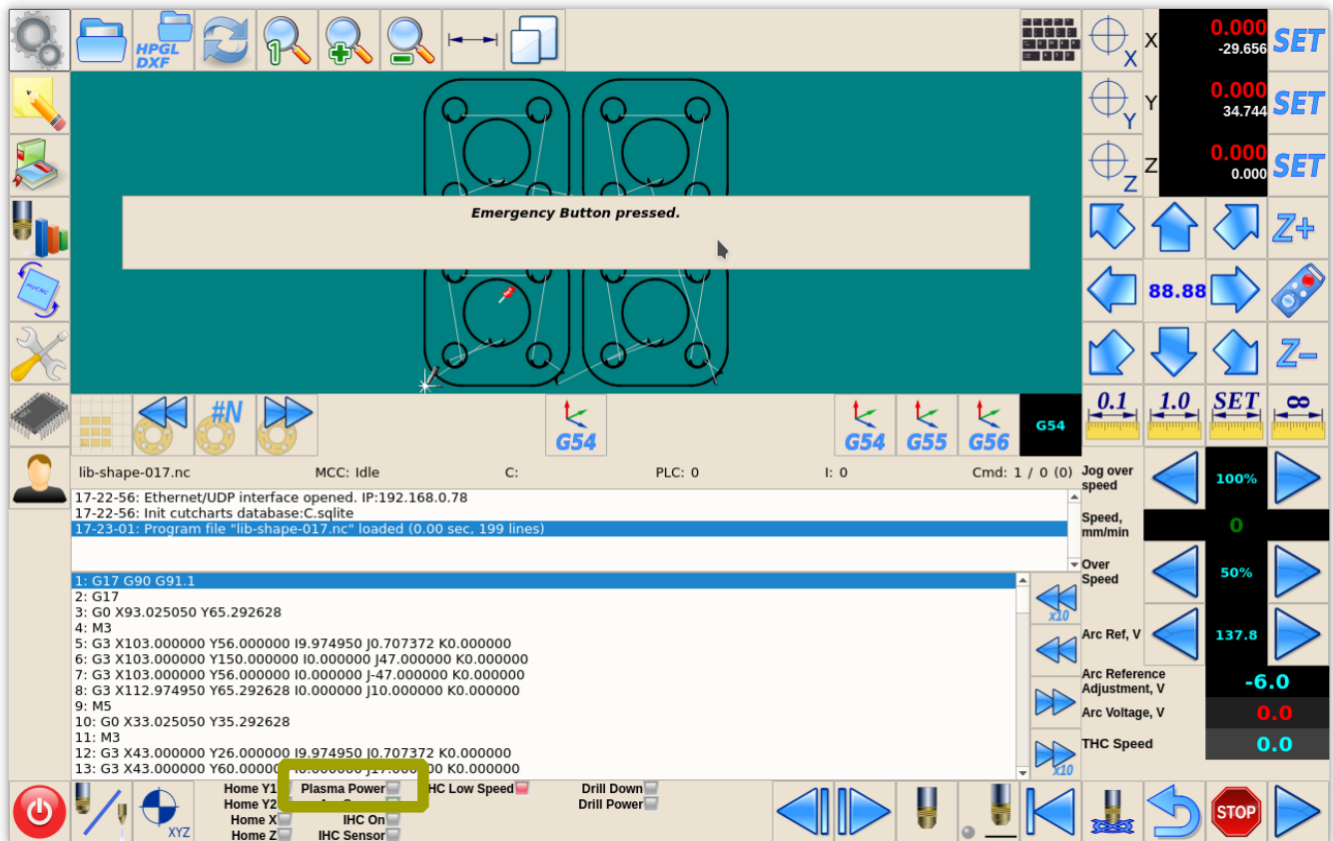 HPGL
DXF
1
X
X
0.000
-29.656
SET
Y
Y
0.000
34.744
SET
Z
Z
0.000
0.000
SET
myCNC
Emergency Button pressed.
Z+
88.88
Z-
#N
G54
G54
G55
G56
G54
0.1
1.0
SET
∞
lib-shape-017.nc MCC: Idle C: PLC: 0 I: 0 Cmd: 1 / 0 (0)
17-22-56: Ethernet/UDP interface opened. IP:192.168.0.78
17-22-56: Init cutcharts database:C.sqlite
17-23-01: Program file "lib-shape-017.nc" loaded (0.00 sec, 199 lines)
1: G17 G90 G91.1
2: G17
3: G0 X93.025050 Y65.292628
4: M3
5: G3 X103.000000 Y56.000000 I9.974950 J0.707372 K0.000000
6: G3 X103.000000 Y150.000000 I0.000000 J47.000000 K0.000000
7: G3 X103.000000 Y56.000000 I0.000000 J-47.000000 K0.000000
8: G3 X112.974950 Y65.292628 I0.000000 J10.000000 K0.000000
9: M5
10: G0 X33.025050 Y35.292628
11: M3
12: G3 X43.000000 Y26.000000 I9.974950 J0.707372 K0.000000
13: G3 X43.000000 Y60.00000 K0.000000
x10
x10
Jog over
speed
100%
Speed,
mm/min
0
Over
Speed
50%
Arc Ref, V
137.8
Arc Reference
Adjustment, V
-6.0
Arc Voltage, V
0.0
THC Speed
0.0
XYZ
Home Y1 Plasma Power HC Low Speed Drill Down
Home Y2 Drill Power
Home X IHC On
Home Z IHC Sensor
STOP